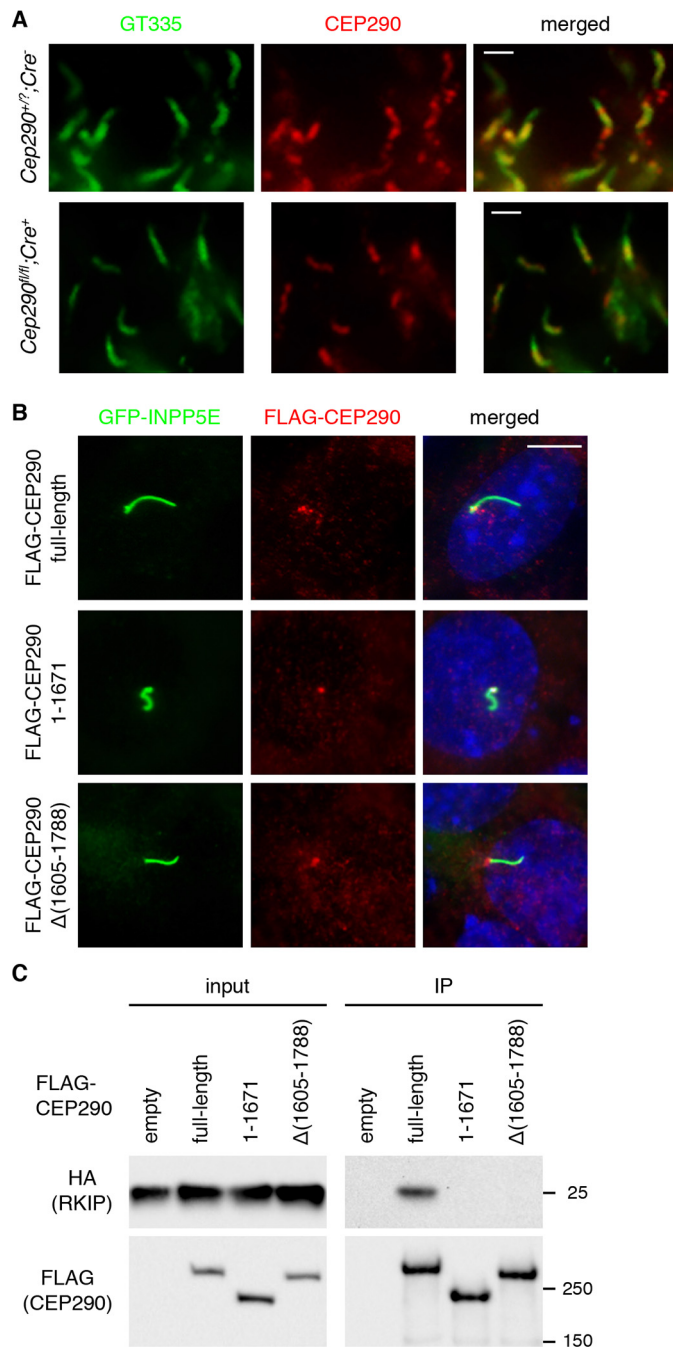 A
GT335 CEP290 merged
Cep290+/?;Cre-
Cep290fl/fl;Cre+
B
GFP-INPP5E FLAG-CEP290 merged
FLAG-CEP290
full-length
FLAG-CEP290
1-1671
FLAG-CEP290
Δ(1605-1788)
C
input IP
FLAG-
CEP290
empty full-length 1-1671 Δ(1605-1788) empty full-length 1-1671 Δ(1605-1788)
HA
(RKIP)
25
FLAG
(CEP290)
250
150